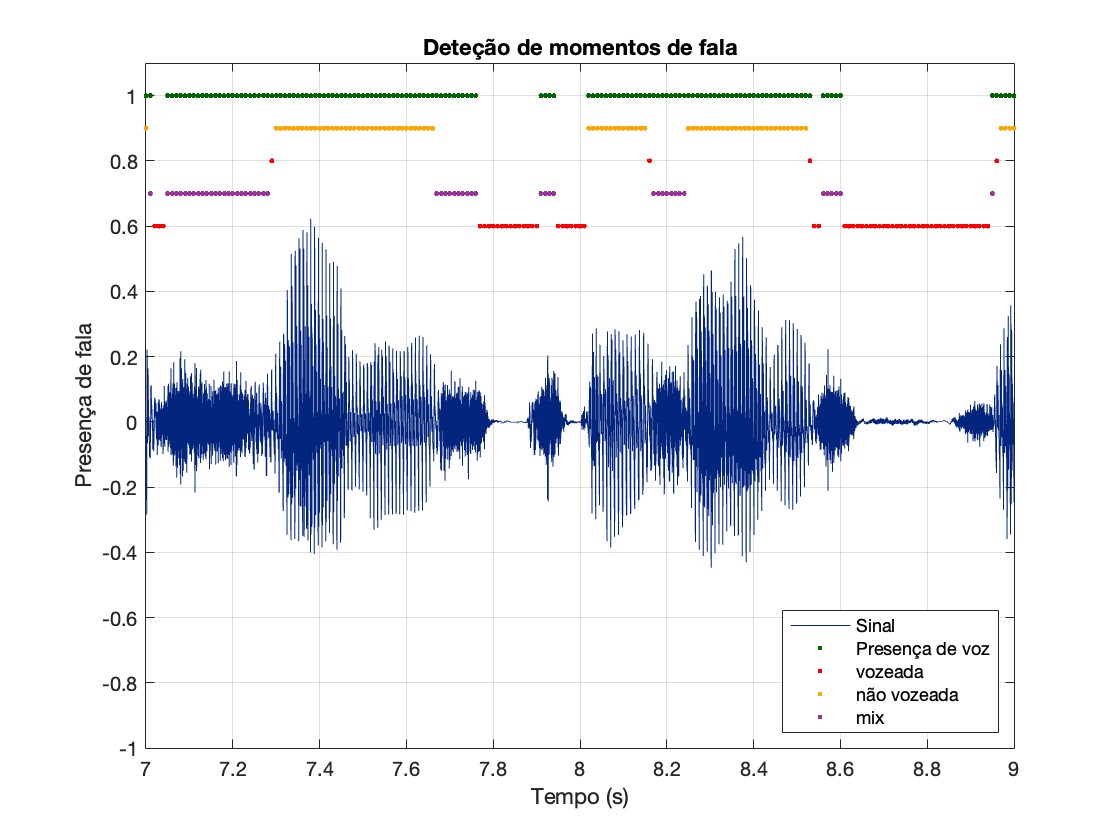 Deteção de momentos de fala
1
0.8
0.6
0.4
0.2
0
-0.2
-0.4
-0.6
-0.8
-1
Presença de fala
7
7.2
7.4
7.6
7.8
8
8.2
8.4
8.6
8.8
9
Tempo (s)
Sinal
Presença de voz
vozeada
não vozeada
mix